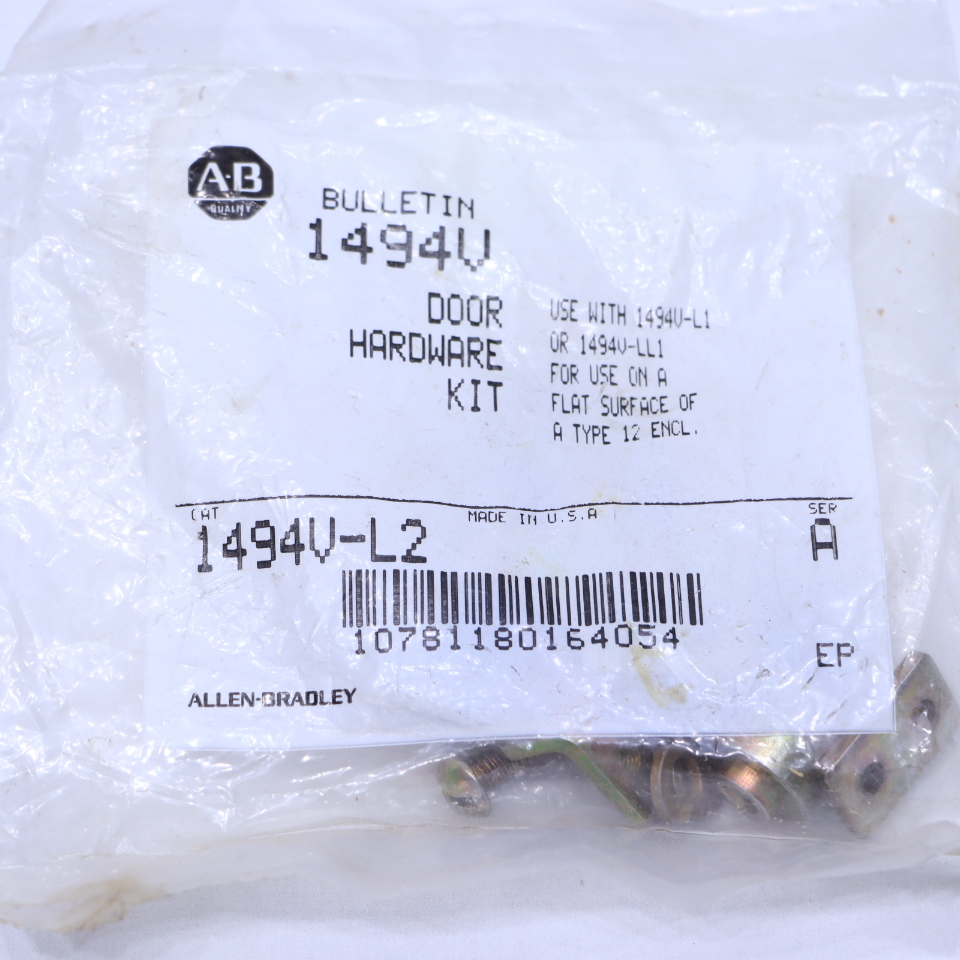 A-B
QUALITY
BULLETIN
1494V
DOOR
HARDWARE
KIT
USE WITH 1494V-L1
OR 1494V-LL1
FOR USE ON A
FLAT SURFACE OF
A TYPE 12 ENCL.
CAT
MADE IN U.S.A
SER
1494V-L2
A
10781180164054
EP
ALLEN-BRADLEY